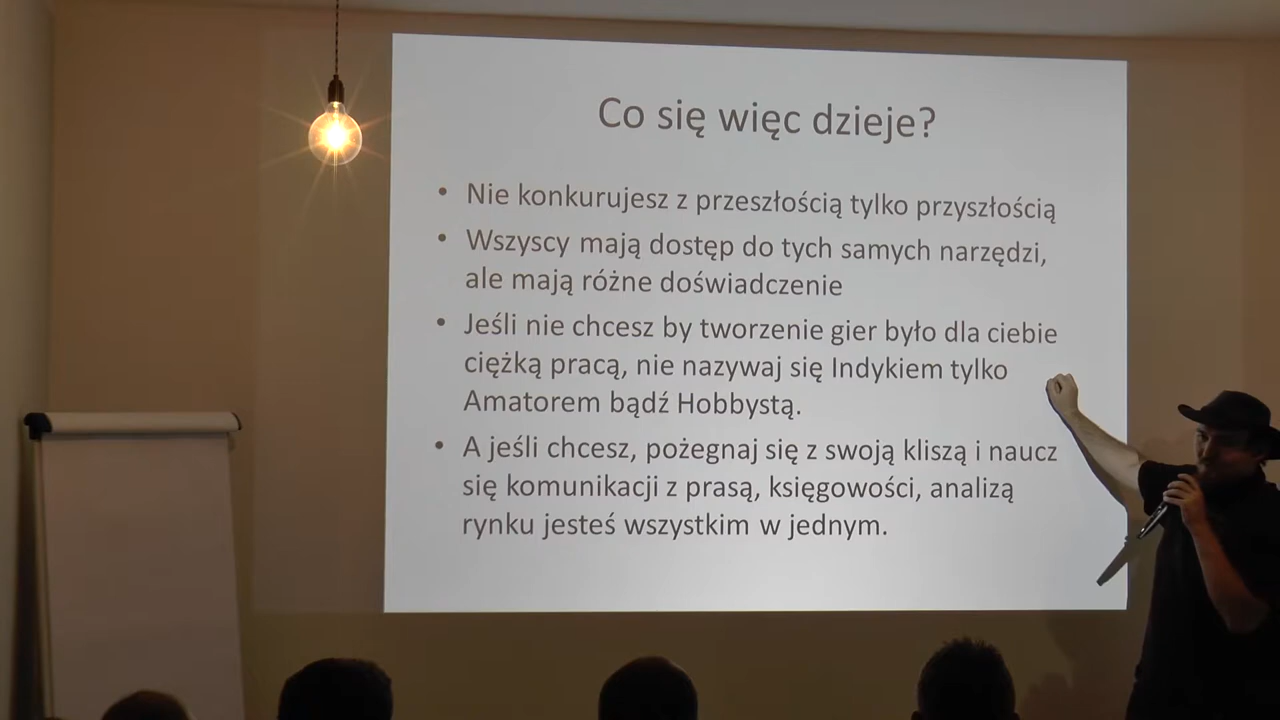 Co się więc dzieje?
• Nie konkurujesz z przeszłością tylko przyszłością
• Wszyscy mają dostęp do tych samych narzędzi,
ale mają różne doświadczenie
• Jeśli nie chcesz by tworzenie gier było dla ciebie
ciężką pracą, nie nazywaj się Indykiem tylko
Amatorem bądź Hobbystą.
• A jeśli chcesz, pożegnaj się z swoją kliszą i naucz
się komunikacji z prasą, księgowości, analizą
rynku jesteś wszystkim w jednym.